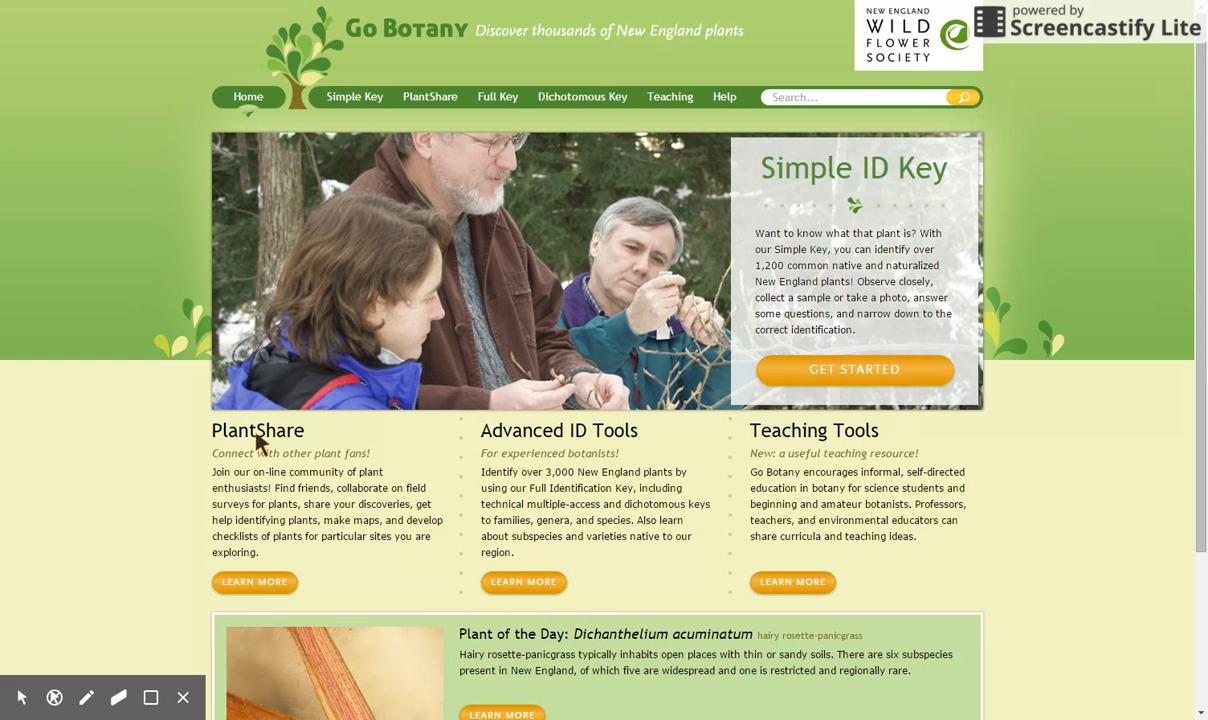 Go Botany Discover thousands of New England plants
NEW ENGLAND
WILD
FLOWER
SOCIETY
powered by
Screencastify Lite
Home Simple Key PlantShare Full Key Dichotomous Key Teaching Help Search...
Simple ID Key
Want to know what that plant is? With
our Simple Key, you can identify over
1,200 common native and naturalized
New England plants! Observe closely,
collect a sample or take a photo, answer
some questions, and narrow down to the
correct identification.
GET STARTED
PlantShare
Connect with other plant fans!
Join our on-line community of plant
enthusiasts! Find friends, collaborate on field
surveys for plants, share your discoveries, get
help identifying plants, make maps, and develop
checklists of plants for particular sites you are
exploring.
LEARN MORE
Advanced ID Tools
For experienced botanists!
Identify over 3,000 New England plants by
using our Full Identification Key, including
technical multiple-access and dichotomous keys
to families, genera, and species. Also learn
about subspecies and varieties native to our
region.
LEARN MORE
Teaching Tools
New: a useful teaching resource!
Go Botany encourages informal, self-directed
education in botany for science students and
beginning and amateur botanists. Professors,
teachers, and environmental educators can
share curricula and teaching ideas.
LEARN MORE
Plant of the Day: Dichanthelium acuminatum hairy rosette-panicgrass
Hairy rosette-panicgrass typically inhabits open places with thin or sandy soils. There are six subspecies
present in New England, of which five are widespread and one is restricted and regionally rare.
LEARN MORE